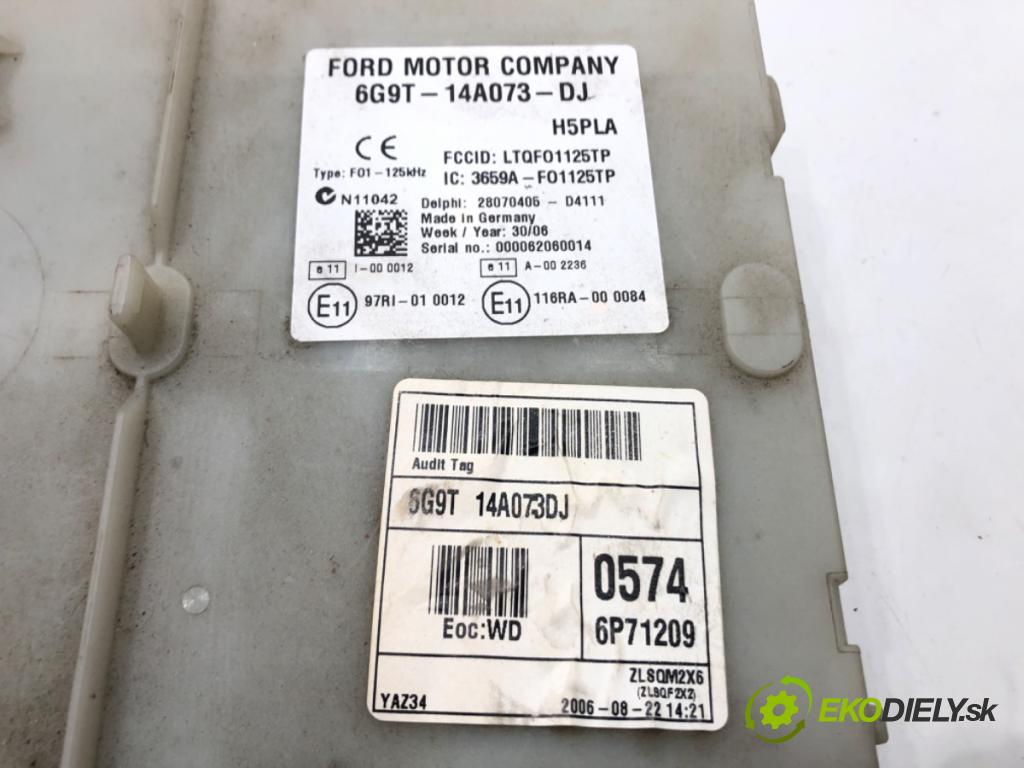 FORD MOTOR COMPANY
6G9T-14A073-DJ
H5PLA
CE
FCCID: LTQFO1125TP
Type: FO1-125kHz
IC: 3659A-FO1125TP
N11042
Delphi: 28070405 - D4111
Made in Germany
Week / Year: 30/06
Serial no.: 000062060014
e 11 I-00 0012
e 11 A-00 2236
E11 97RI-01 0012
E11 116RA-00 0084
Audit Tag
6G9T 14A073DJ
0574
Eoc:WD
6P71209
ZLSQM2X6
(ZLSQF2X2)
YAZ34
2006-08-22 14:21
EKODIELY.sk